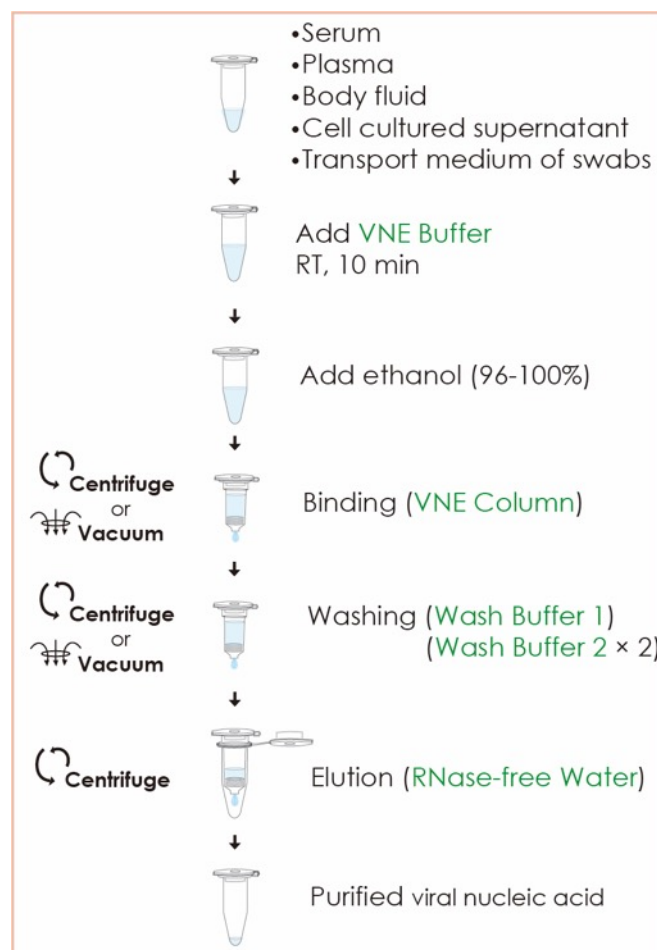 •Serum
•Plasma
•Body fluid
•Cell cultured supernatant
•Transport medium of swabs
Add VNE Buffer
RT, 10 min
Add ethanol (96-100%)
Centrifuge
or
Vacuum
Binding (VNE Column)
Centrifuge
or
Vacuum
Washing (Wash Buffer 1)
(Wash Buffer 2 × 2)
Centrifuge
Elution (RNase-free Water)
Purified viral nucleic acid